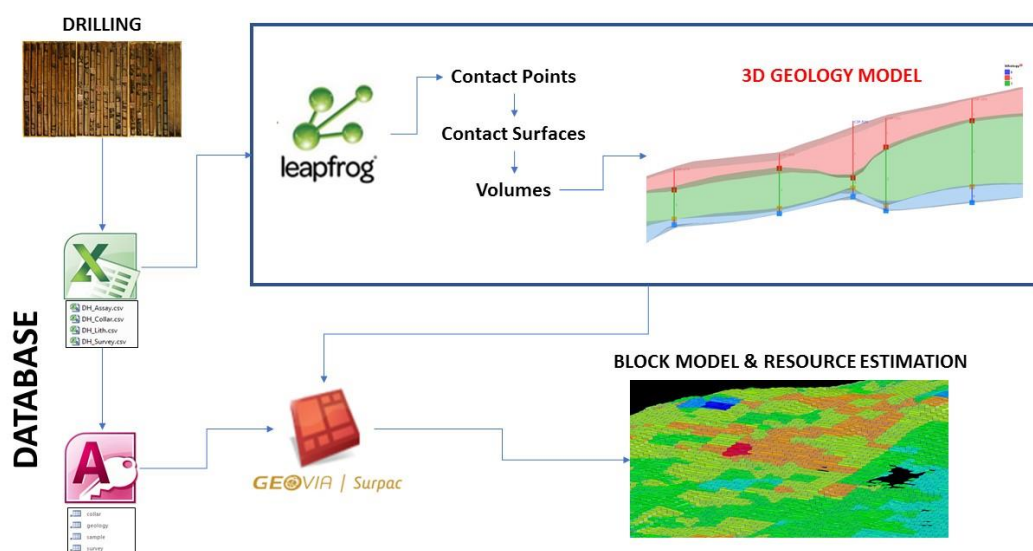 DRILLING
leapfrog®
Contact Points
Contact Surfaces
Volumes
3D GEOLOGY MODEL
DATABASE
X
DH_Assay.csv
DH_Collar.csv
DH_Lith.csv
DH_Survey.csv
A
collar
geology
sample
survey
GEOVIA | Surpac
BLOCK MODEL & RESOURCE ESTIMATION